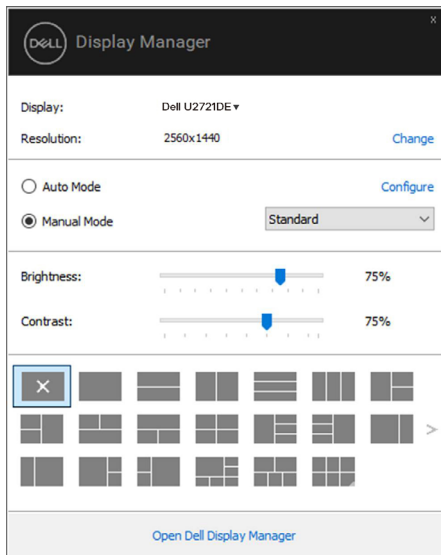 x
DELL Display Manager
Display: Dell U2721DE
Resolution: 2560x1440 Change
Auto Mode Configure
Manual Mode Standard
Brightness: 75%
Contrast: 75%
Open Dell Display Manager